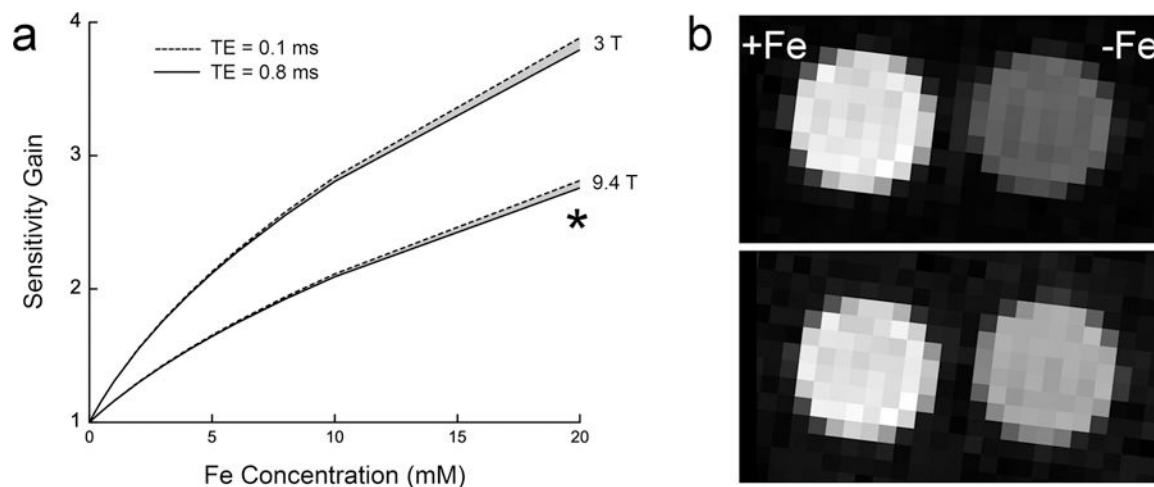 a
4
3
2
1
Sensitivity Gain
TE = 0.1 ms
TE = 0.8 ms
3 T
9.4 T
*
0 5 10 15 20
Fe Concentration (mM)
b
+Fe -Fe